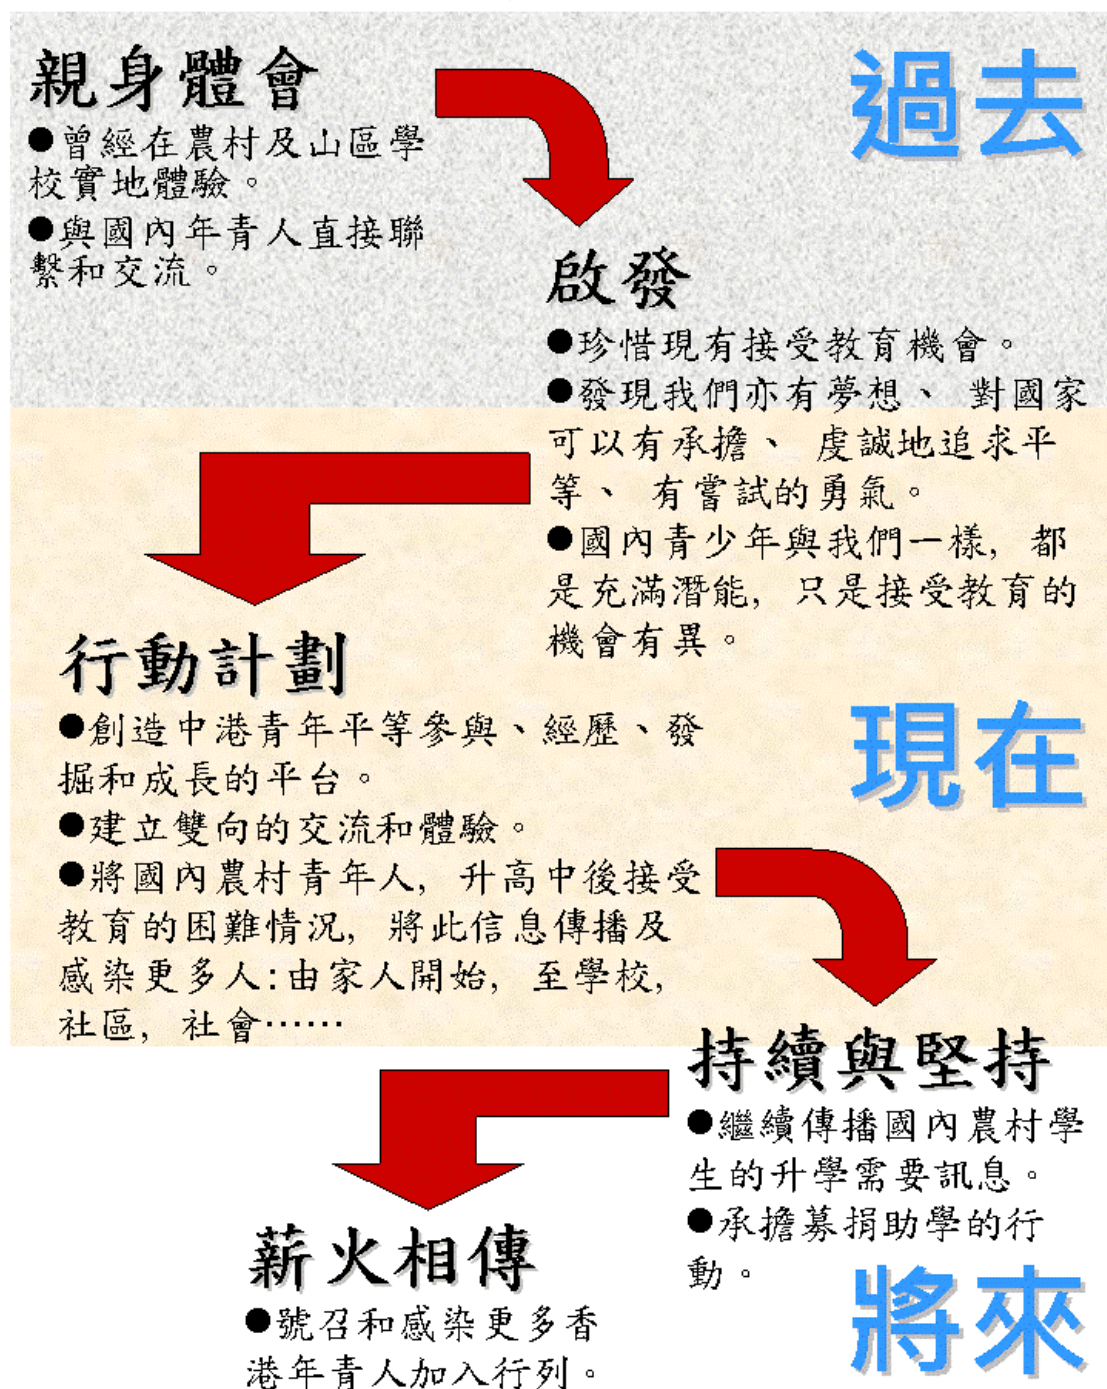 過去
親身體會
●曾經在農村及山區學
校實地體驗。
●與國內年青人直接聯
繫和交流。
啟發
●珍惜現有接受教育機會。
●發現我們亦有夢想、 對國家
可以有承擔、 虔誠地追求平
等、 有嘗試的勇氣。
●國內青少年與我們一樣, 都
是充滿潛能, 只是接受教育的
機會有異。
行動計劃
●創造中港青年平等參與、經歷、發
掘和成長的平台。
●建立雙向的交流和體驗。
●將國內農村青年人, 升高中後接受
教育的困難情況, 將此信息傳播及
感染更多人:由家人開始, 至學校,
社區, 社會……
現在
持續與堅持
●繼續傳播國內農村學
生的升學需要訊息。
●承擔募捐助學的行
動。
薪火相傳
●號召和感染更多香
港年青人加入行列。
將來